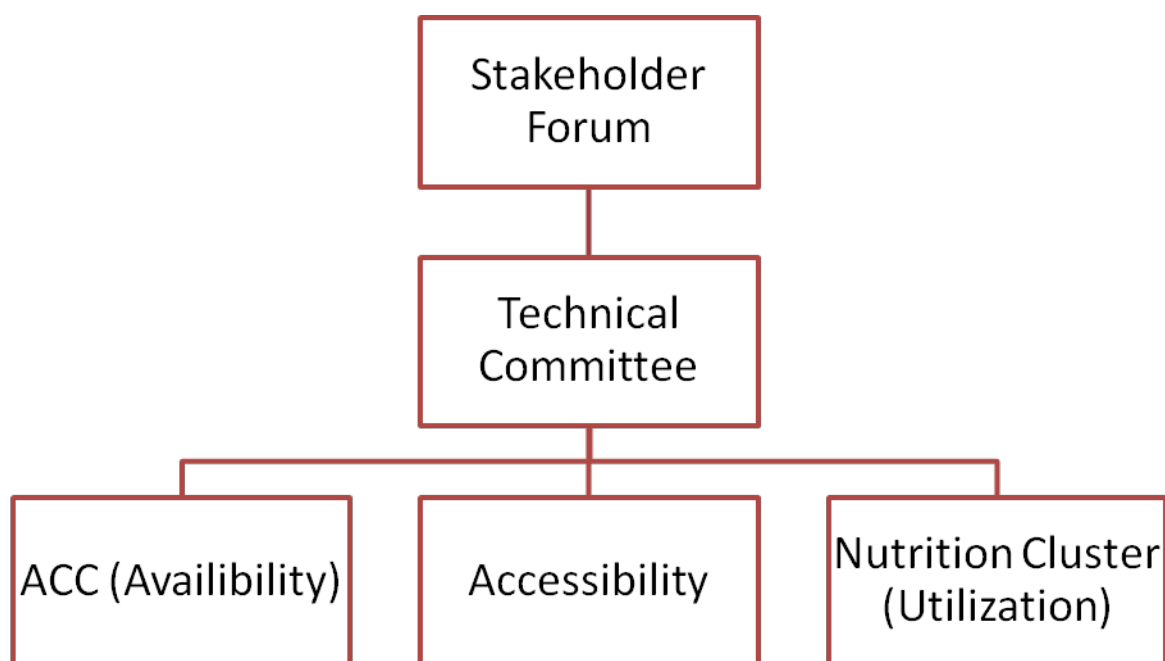 Stakeholder
Forum
Technical
Committee
ACC (Availibility)
Accessibility
Nutrition Cluster
(Utilization)